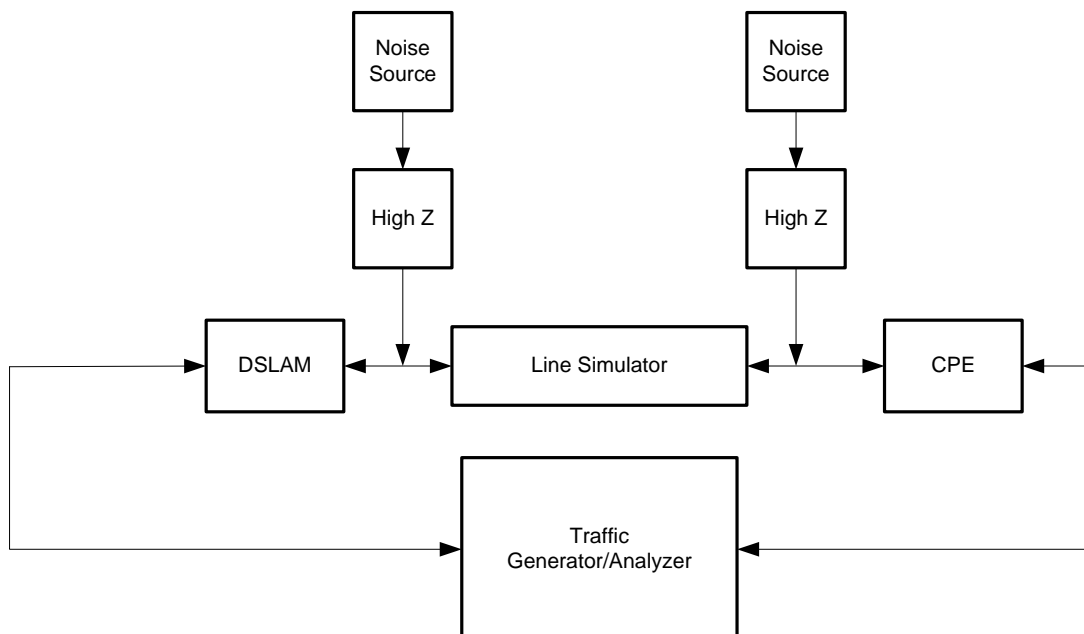 Noise
Source
Noise
Source
High Z
High Z
DSLAM
Line Simulator
CPE
Traffic
Generator/Analyzer